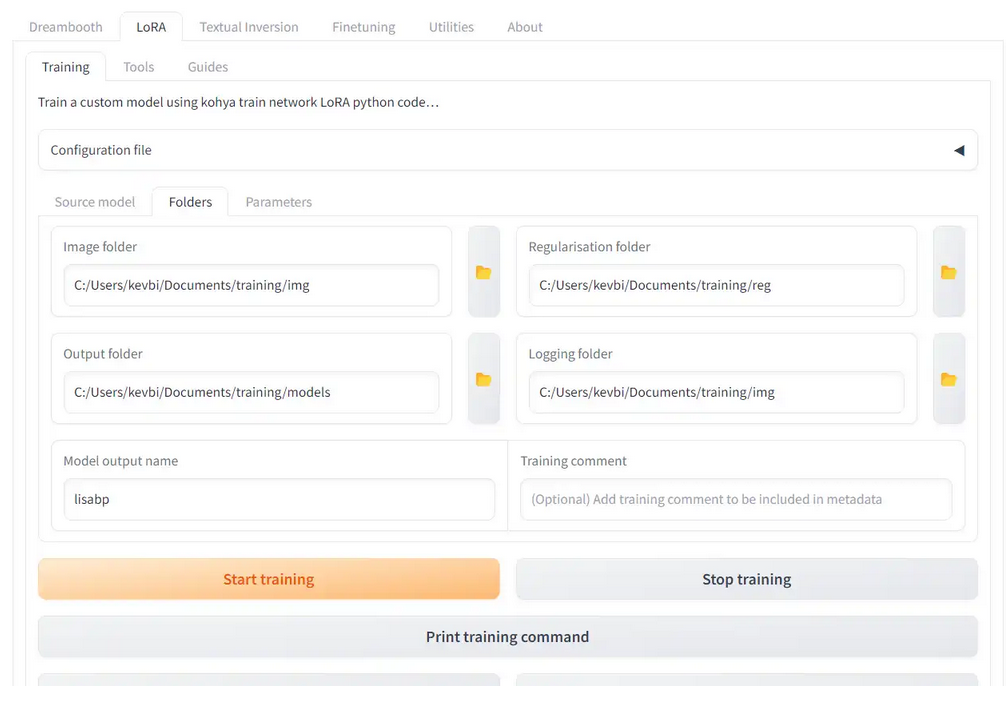 Dreambooth LoRA Textual Inversion Finetuning Utilities About
Training Tools Guides
Train a custom model using kohya train network LoRA python code…
Configuration file
Source model Folders Parameters
Image folder
C:/Users/kevbi/Documents/training/img
Regularisation folder
C:/Users/kevbi/Documents/training/reg
Output folder
C:/Users/kevbi/Documents/training/models
Logging folder
C:/Users/kevbi/Documents/training/img
Model output name
lisabp
Training comment
(Optional) Add training comment to be included in metadata
Start training
Stop training
Print training command